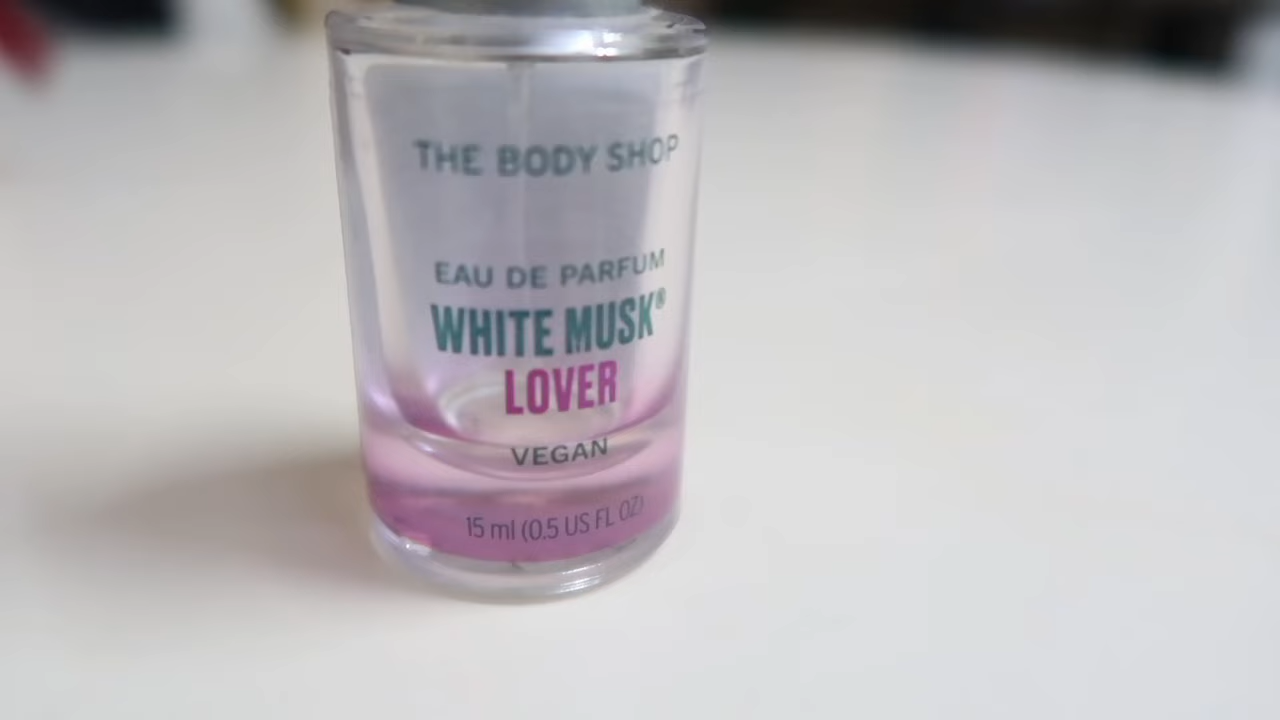 THE BODY SHOP
EAU DE PARFUM
WHITE MUSK®
LOVER
VEGAN
15 ml (0.5 US FL OZ)